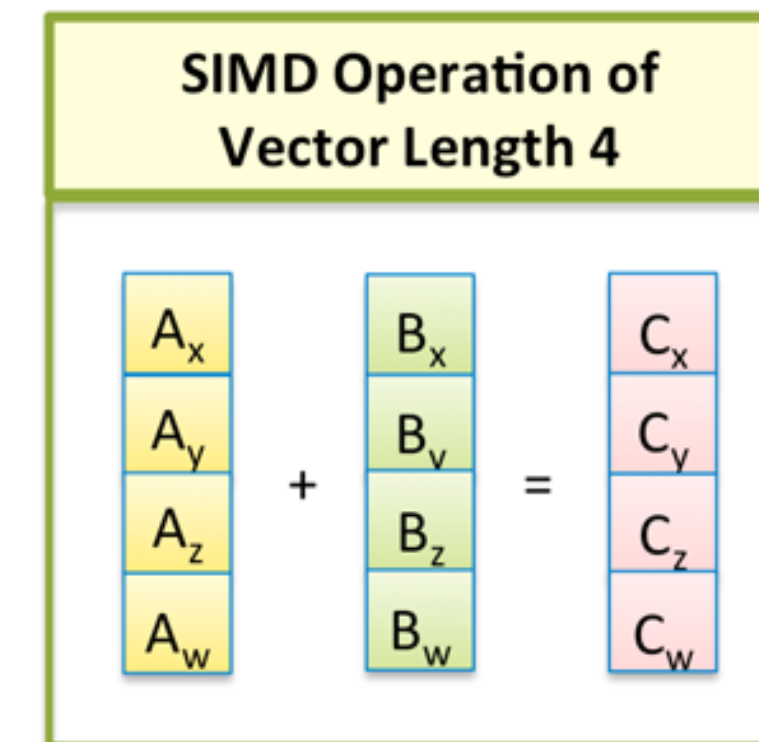 SIMD Operation of
Vector Length 4
Ax Bx Cx
Ay By Cy
+ =
Az Bz Cz
Aw Bw Cw